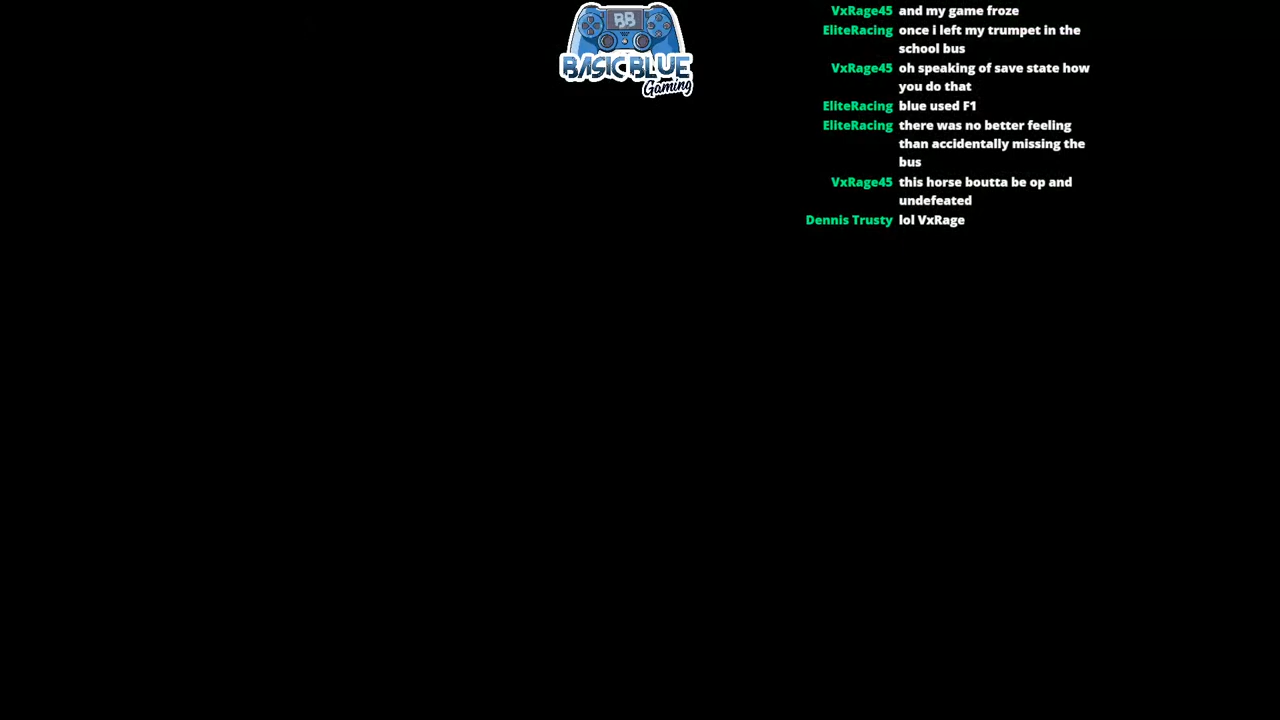 BB
BASIC BLUE
Gaming
VxRage45 and my game froze
EliteRacing once i left my trumpet in the
school bus
VxRage45 oh speaking of save state how
you do that
EliteRacing blue used F1
EliteRacing there was no better feeling
than accidentally missing the
bus
VxRage45 this horse boutta be op and
undefeated
Dennis Trusty lol VxRage